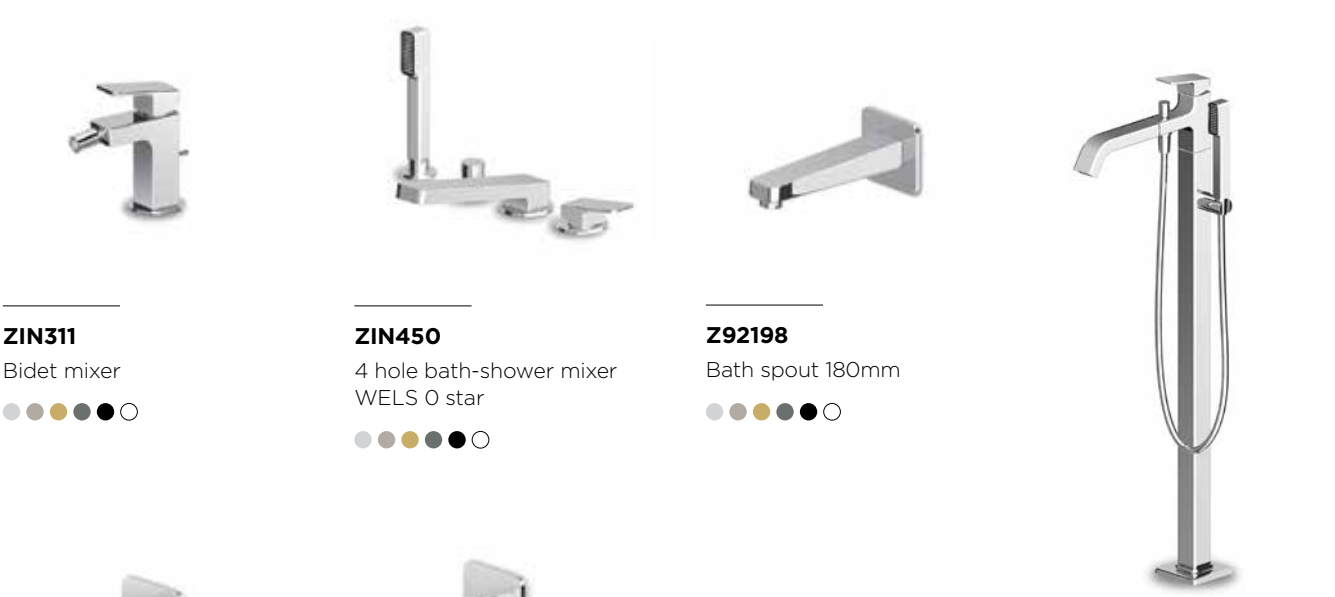 ZIN311
Bidet mixer
ZIN450
4 hole bath-shower mixer
WELS 0 star
Z92198
Bath spout 180mm